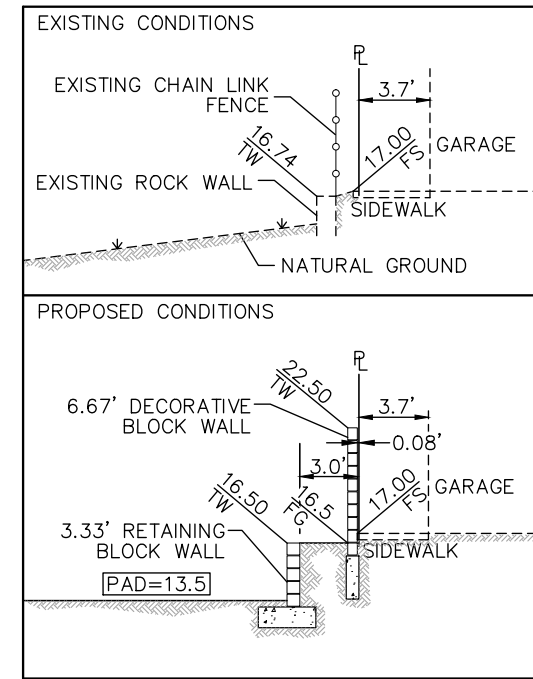 EXISTING CONDITIONS
PL
EXISTING CHAIN LINK
FENCE
3.7'
16.74
TW
17.00
FS
GARAGE
EXISTING ROCK WALL
SIDEWALK
NATURAL GROUND
PROPOSED CONDITIONS
PL
22.50
TW
6.67' DECORATIVE
BLOCK WALL
3.7'
0.08'
3.0'
16.50
TW
16.5
FG
17.00
FS
GARAGE
3.33' RETAINING
BLOCK WALL
SIDEWALK
PAD=13.5